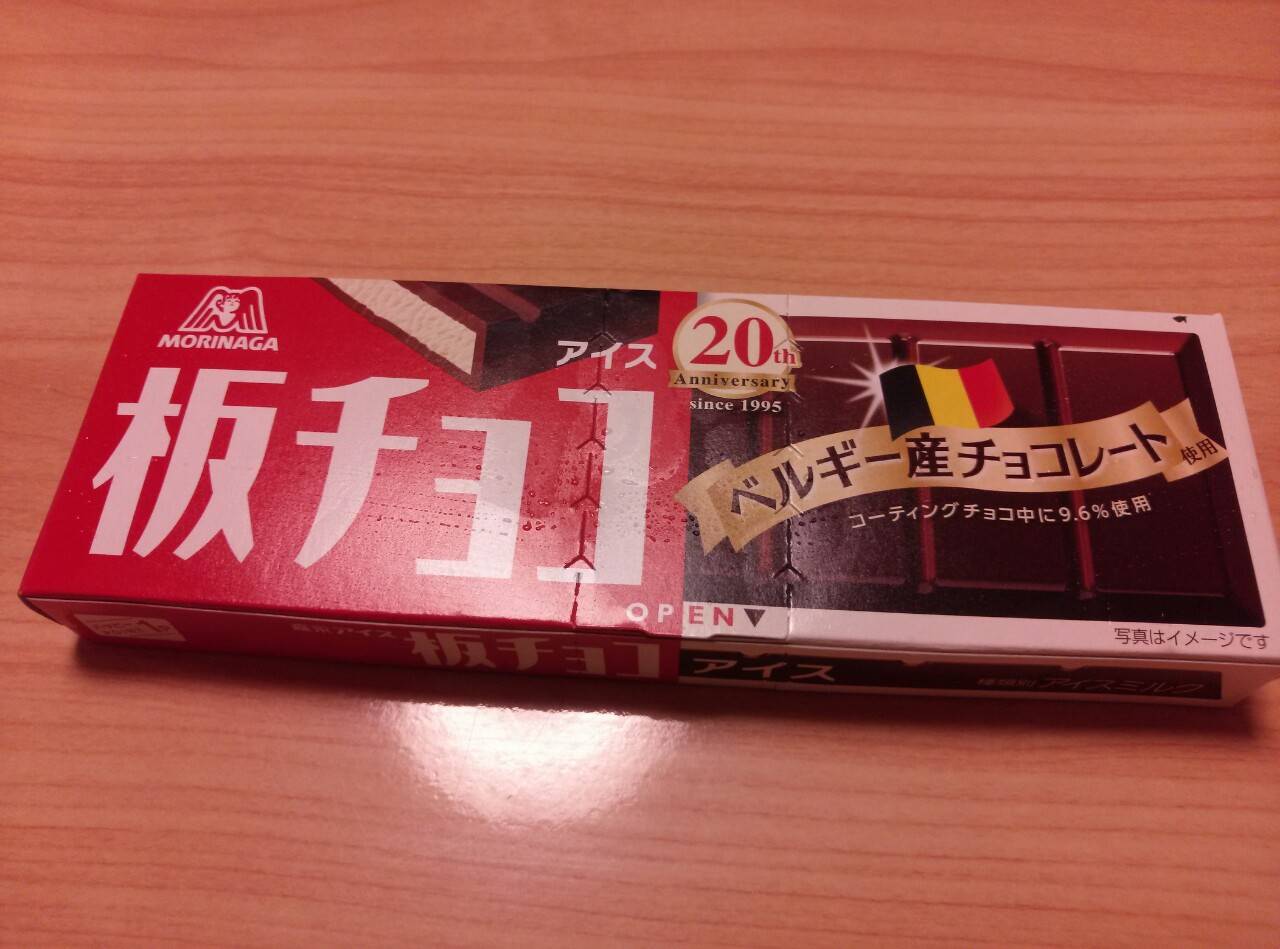 MORINAGA
アイス
板チョコ
20th
Anniversary
since 1995
ベルギー産チョコレート使用
コーティングチョコ中に9.6%使用
OPEN▼
写真はイメージです
板チョコ
アイス
種類別 アイスミルク